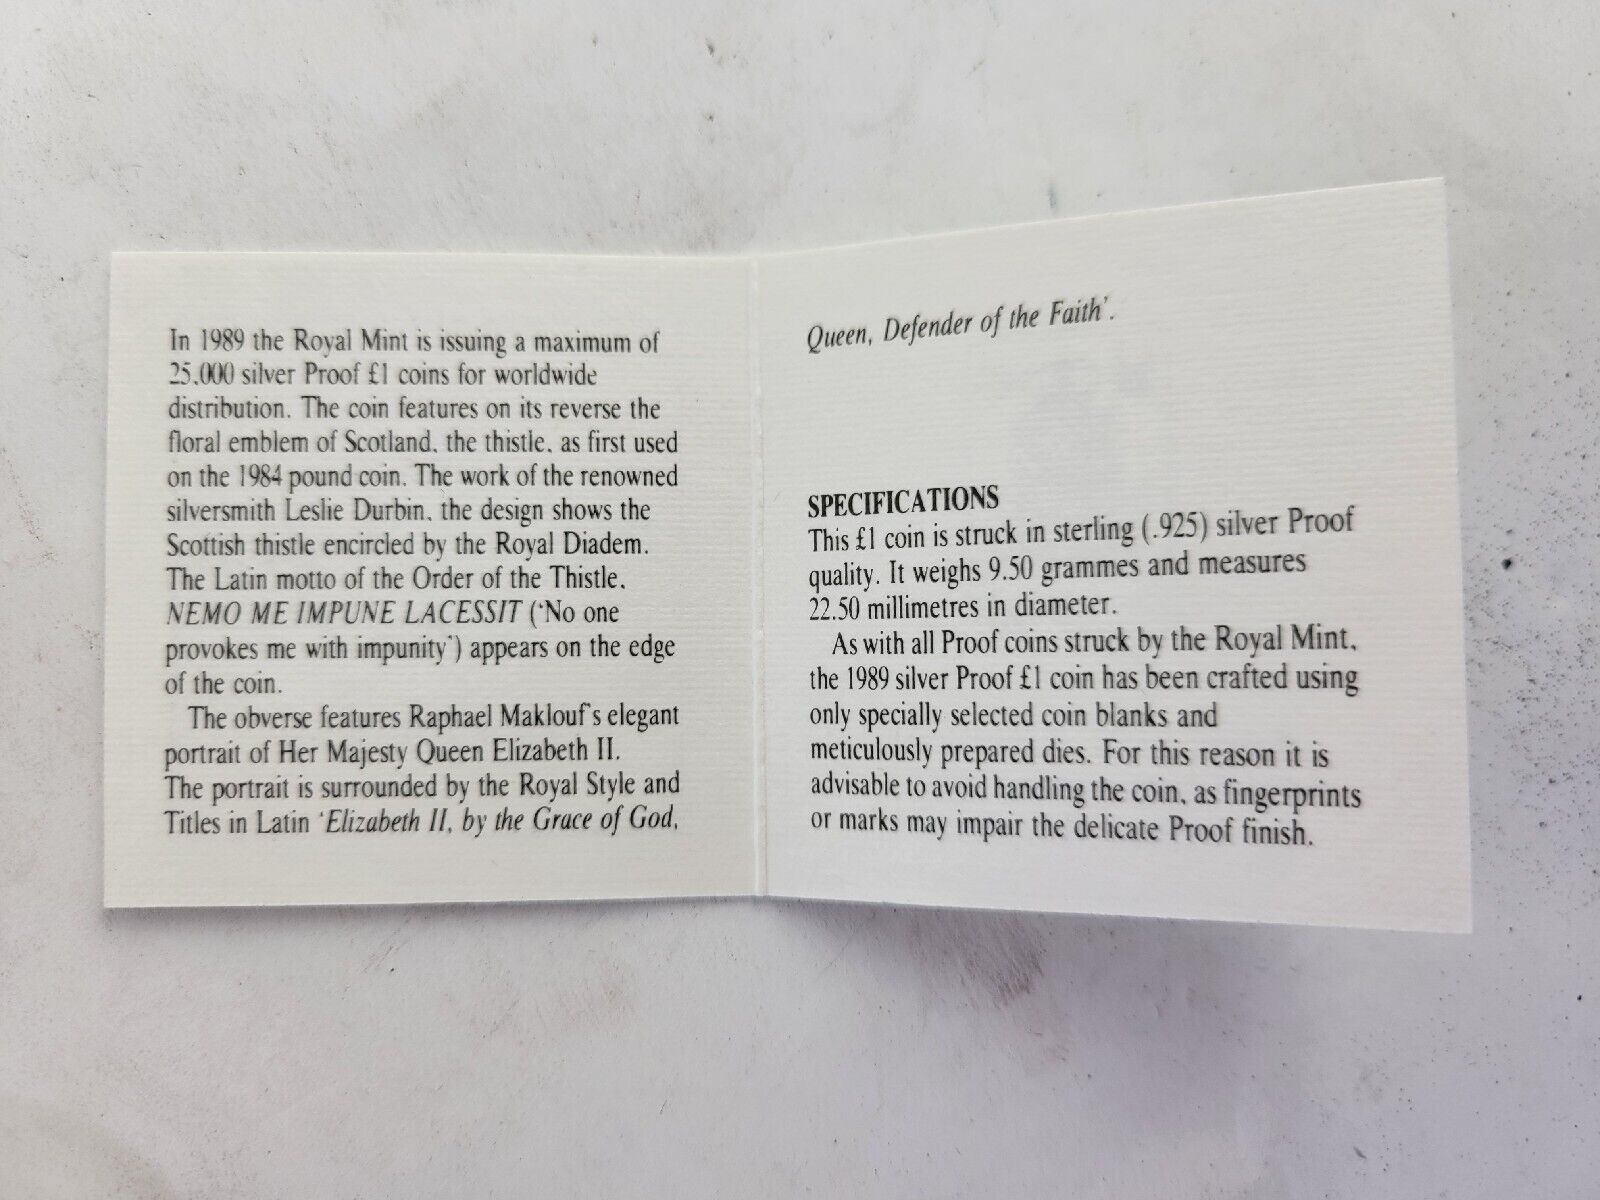 In 1989 the Royal Mint is issuing a maximum of
25,000 silver Proof £1 coins for worldwide
distribution. The coin features on its reverse the
floral emblem of Scotland, the thistle, as first used
on the 1984 pound coin. The work of the renowned
silversmith Leslie Durbin, the design shows the
Scottish thistle encircled by the Royal Diadem.
The Latin motto of the Order of the Thistle,
NEMO ME IMPUNE LACESSIT (‘No one
provokes me with impunity’) appears on the edge
of the coin.
The obverse features Raphael Maklouf's elegant
portrait of Her Majesty Queen Elizabeth II.
The portrait is surrounded by the Royal Style and
Titles in Latin ‘Elizabeth II, by the Grace of God,
Queen, Defender of the Faith’.
SPECIFICATIONS
This £1 coin is struck in sterling (.925) silver Proof
quality. It weighs 9.50 grammes and measures
22.50 millimetres in diameter.
As with all Proof coins struck by the Royal Mint,
the 1989 silver Proof £1 coin has been crafted using
only specially selected coin blanks and
meticulously prepared dies. For this reason it is
advisable to avoid handling the coin, as fingerprints
or marks may impair the delicate Proof finish.